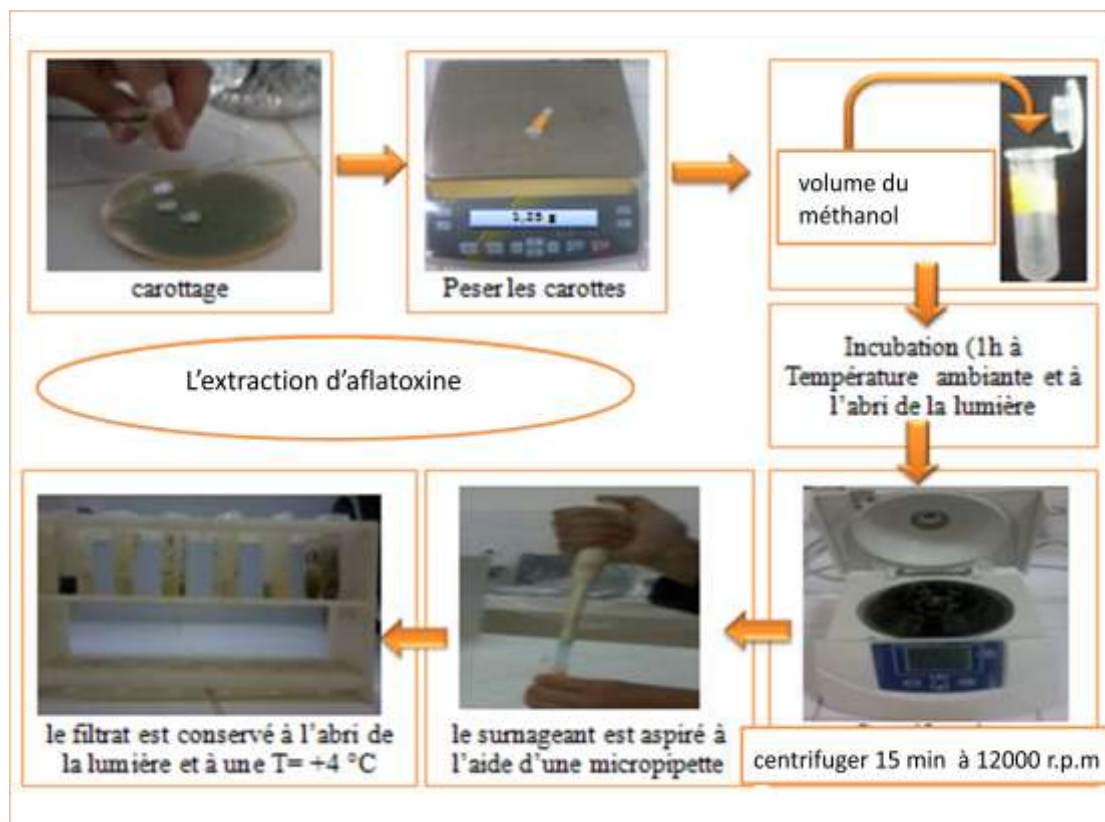 carottage
Peser les carottes
volume du
méthanol
Incubation (1h à
Température ambiante et à
l'abri de la lumière
L'extraction d'aflatoxine
centrifuger 15 min à 12000 r.p.m
le surnageant est aspiré à
l'aide d'une micropipette
le filtrat est conservé à l'abri de
la lumière et à une T= +4 °C